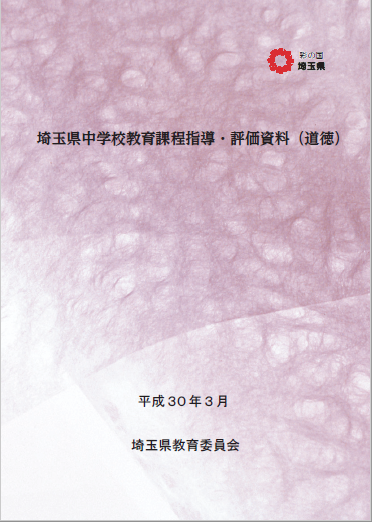 彩の国
埼玉県
埼玉県中学校教育課程指導・評価資料（道徳）
平成30年3月
埼玉県教育委員会